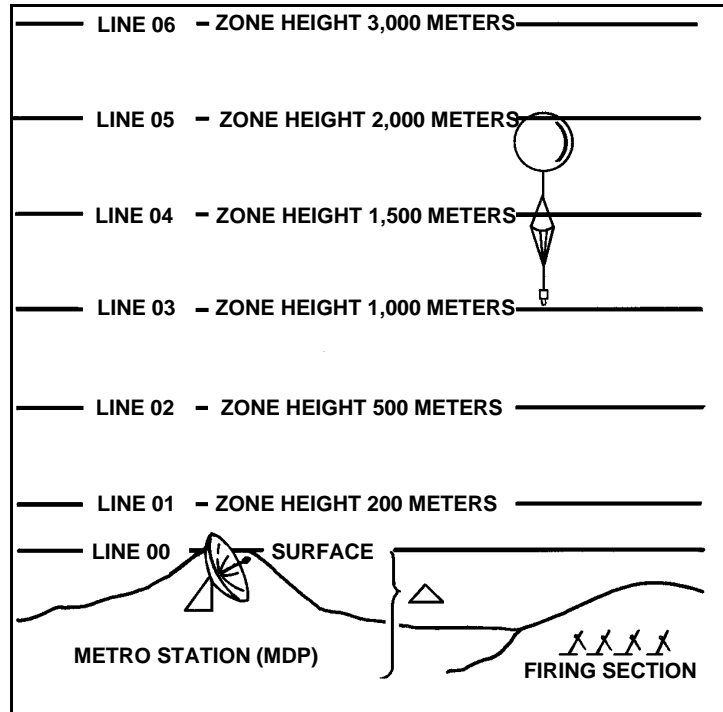 LINE 06 - ZONE HEIGHT 3,000 METERS
LINE 05 - ZONE HEIGHT 2,000 METERS
LINE 04 - ZONE HEIGHT 1,500 METERS
LINE 03 - ZONE HEIGHT 1,000 METERS
LINE 02 - ZONE HEIGHT 500 METERS
LINE 01 - ZONE HEIGHT 200 METERS
LINE 00 - SURFACE
METRO STATION (MDP)
FIRING SECTION